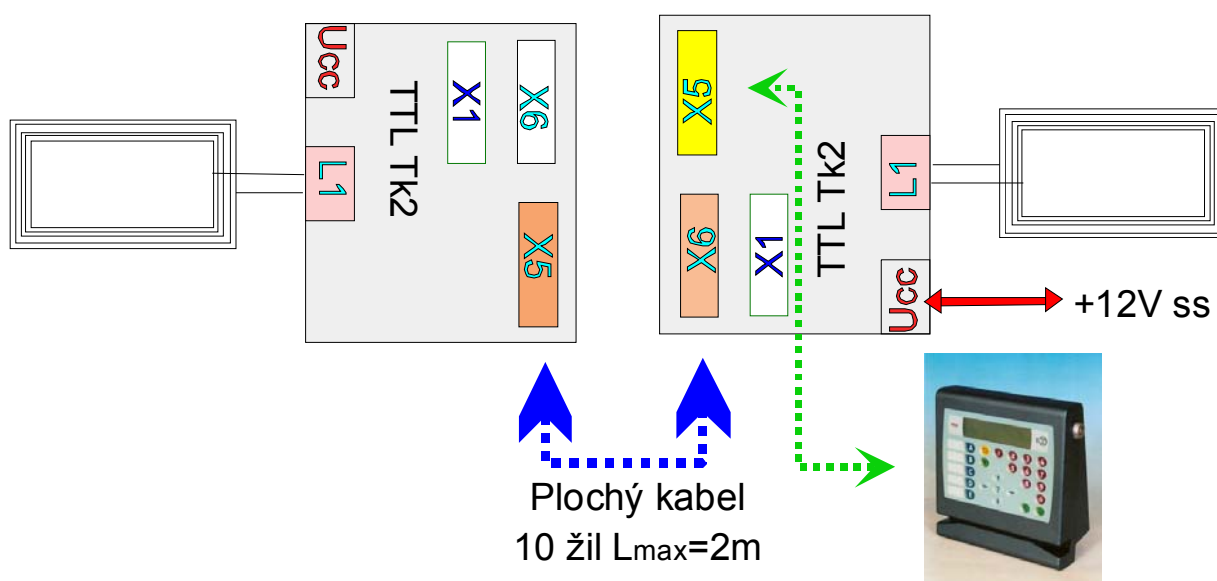 Ucc
TTL Tk2
X1
X6
L1
X5
X5
TTL Tk2
L1
X6
X1
Ucc
+12V ss
Plochý kabel
10 žil Lmax=2m